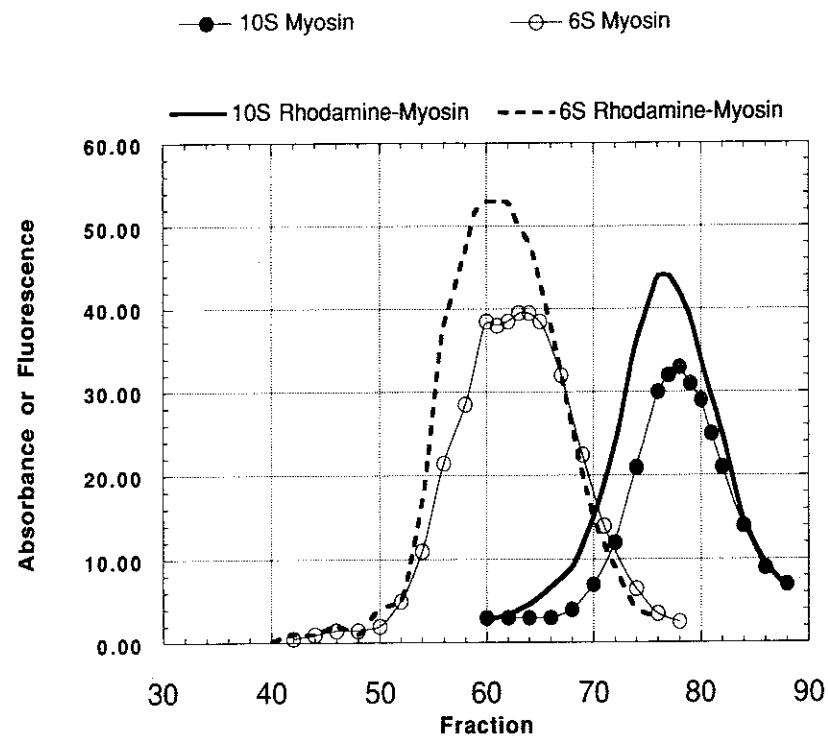 10S Myosin 6S Myosin
10S Rhodamine-Myosin 6S Rhodamine-Myosin
60.00
50.00
40.00
30.00
20.00
10.00
0.00
Absorbance or Fluorescence
30 40 50 60 70 80 90
Fraction